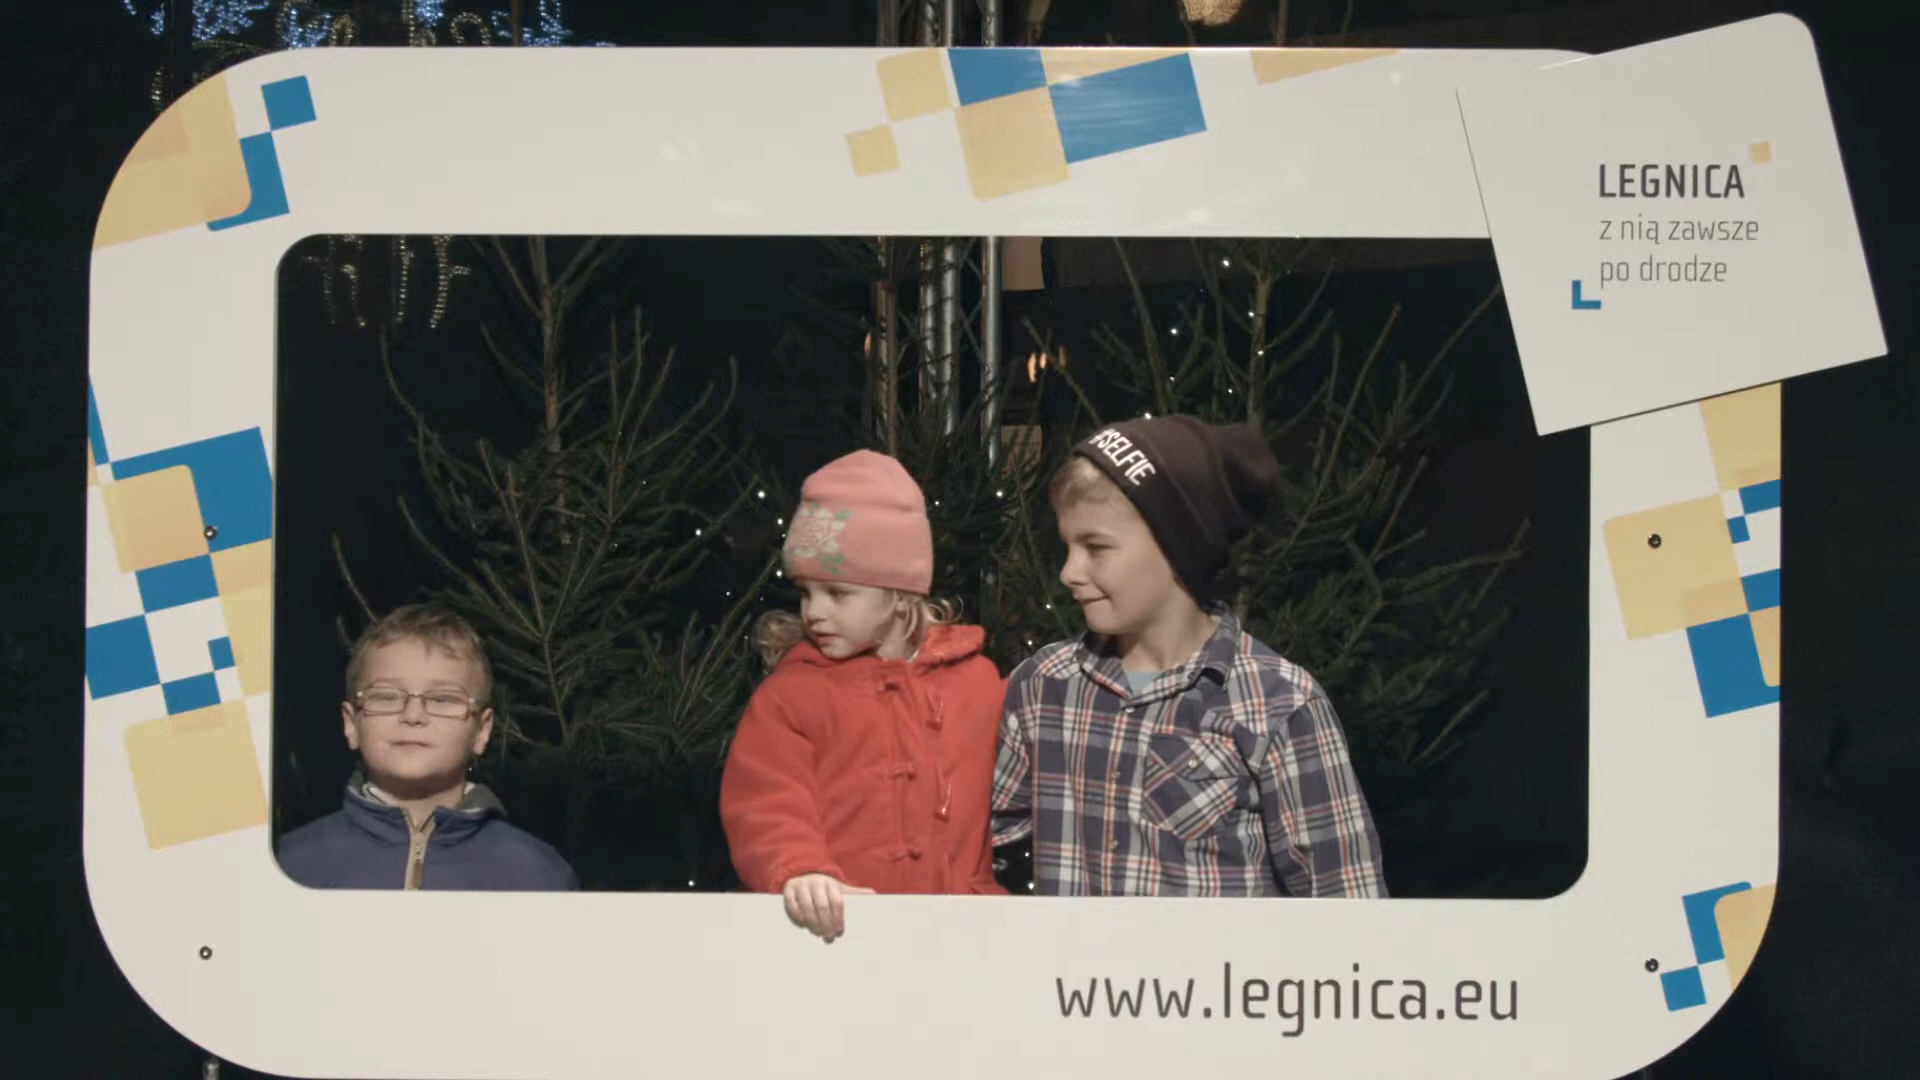 LEGNICA
z nią zawsze
po drodze
#SELFIE
www.legnica.eu